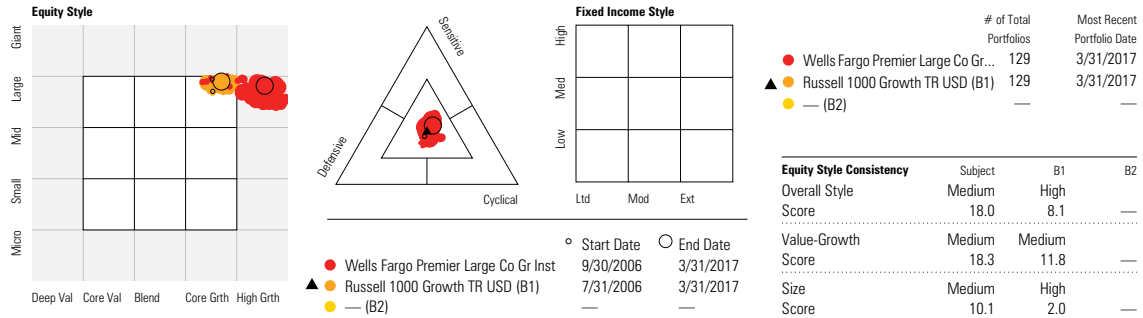 Equity Style
Giant
Large
Mid
Small
Micro
Deep Val Core Val Blend Core Grth High Grth
Sensitive
Defensive
Cyclical
Start Date End Date
Wells Fargo Premier Large Co Gr Inst 9/30/2006 3/31/2017
Russell 1000 Growth TR USD (B1) 7/31/2006 3/31/2017
— (B2) — —
Fixed Income Style
High
Med
Low
Ltd Mod Ext
# of Total Most Recent
Portfolios Portfolio Date
Wells Fargo Premier Large Co Gr... 129 3/31/2017
Russell 1000 Growth TR USD (B1) 129 3/31/2017
— (B2) — —
Equity Style Consistency Subject B1 B2
Overall Style Medium High
Score 18.0 8.1 —
Value-Growth Medium Medium
Score 18.3 11.8 —
Size Medium High
Score 10.1 2.0 —